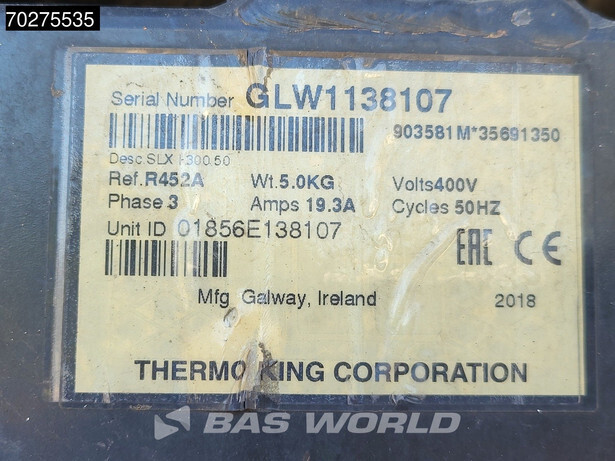 70275535
Serial Number GLW1138107
903581M*35691350
Desc.SLX i-300.50
Ref.R452A Wt.5.0KG Volts400V
Phase 3 Amps 19.3A Cycles 50HZ
Unit ID 01856E138107
EAC CE
Mfg Galway, Ireland 2018
THERMO KING CORPORATION
BAS WORLD